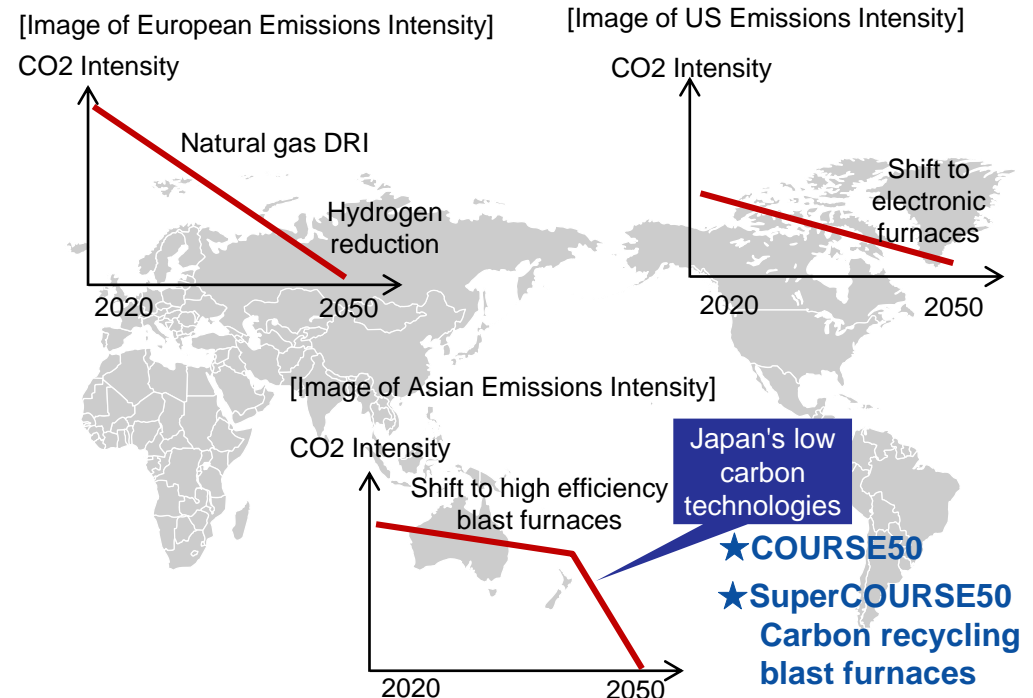 [Image of European Emissions Intensity]
CO2 Intensity
Natural gas DRI
Hydrogen
reduction
2020
2050
[Image of US Emissions Intensity]
CO2 Intensity
Shift to
electronic
furnaces
2020
2050
[Image of Asian Emissions Intensity]
CO2 Intensity
Shift to high efficiency
blast furnaces
2020
2050
Japan's low
carbon
technologies
★COURSE50
★SuperCOURSE50
Carbon recycling
blast furnaces